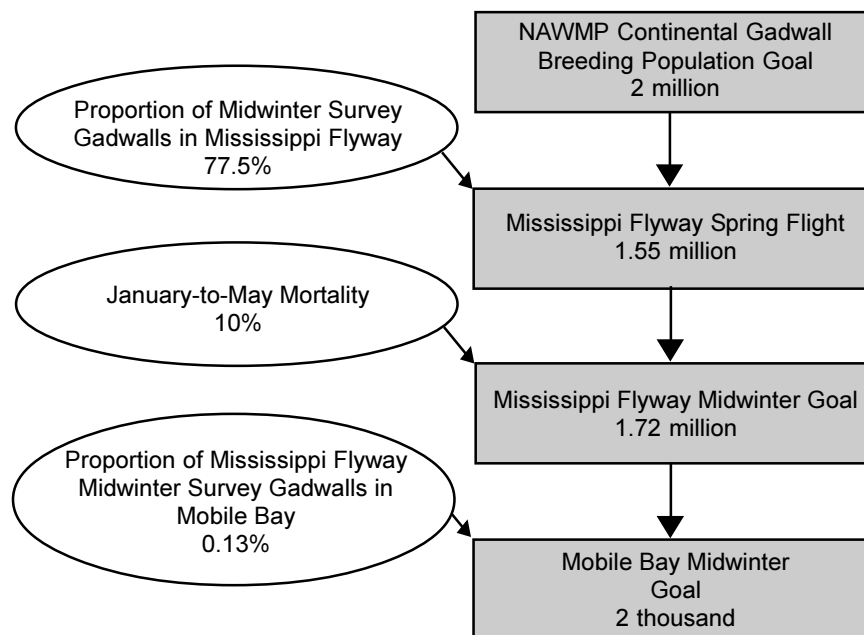 NAWMP Continental Gadwall
Breeding Population Goal
2 million
Proportion of Midwinter Survey
Gadwalls in Mississippi Flyway
77.5%
Mississippi Flyway Spring Flight
1.55 million
January-to-May Mortality
10%
Mississippi Flyway Midwinter Goal
1.72 million
Proportion of Mississippi Flyway
Midwinter Survey Gadwalls in
Mobile Bay
0.13%
Mobile Bay Midwinter
Goal
2 thousand